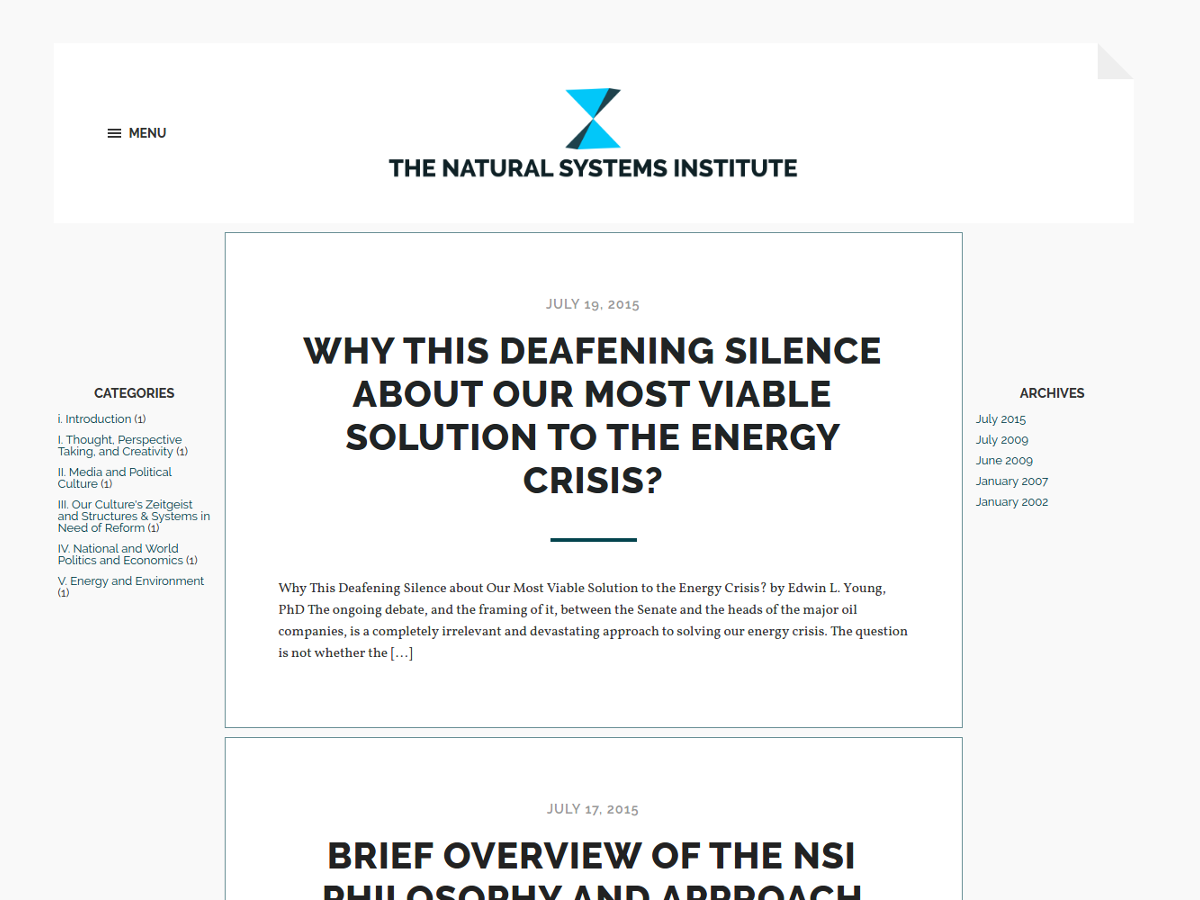 MENU
THE NATURAL SYSTEMS INSTITUTE
CATEGORIES
i. Introduction (1)
I. Thought, Perspective
Taking, and Creativity (1)
II. Media and Political
Culture (1)
III. Our Culture's Zeitgeist
and Structures & Systems in
Need of Reform (1)
IV. National and World
Politics and Economics (1)
V. Energy and Environment
(1)
JULY 19, 2015
WHY THIS DEAFENING SILENCE
ABOUT OUR MOST VIABLE
SOLUTION TO THE ENERGY
CRISIS?
Why This Deafening Silence about Our Most Viable Solution to the Energy Crisis? by Edwin L. Young,
PhD The ongoing debate, and the framing of it, between the Senate and the heads of the major oil
companies, is a completely irrelevant and devastating approach to solving our energy crisis. The question
is not whether the […]
JULY 17, 2015
BRIEF OVERVIEW OF THE NSI
PHILOSOPHY AND APPROACH
ARCHIVES
July 2015
July 2009
June 2009
January 2007
January 2002